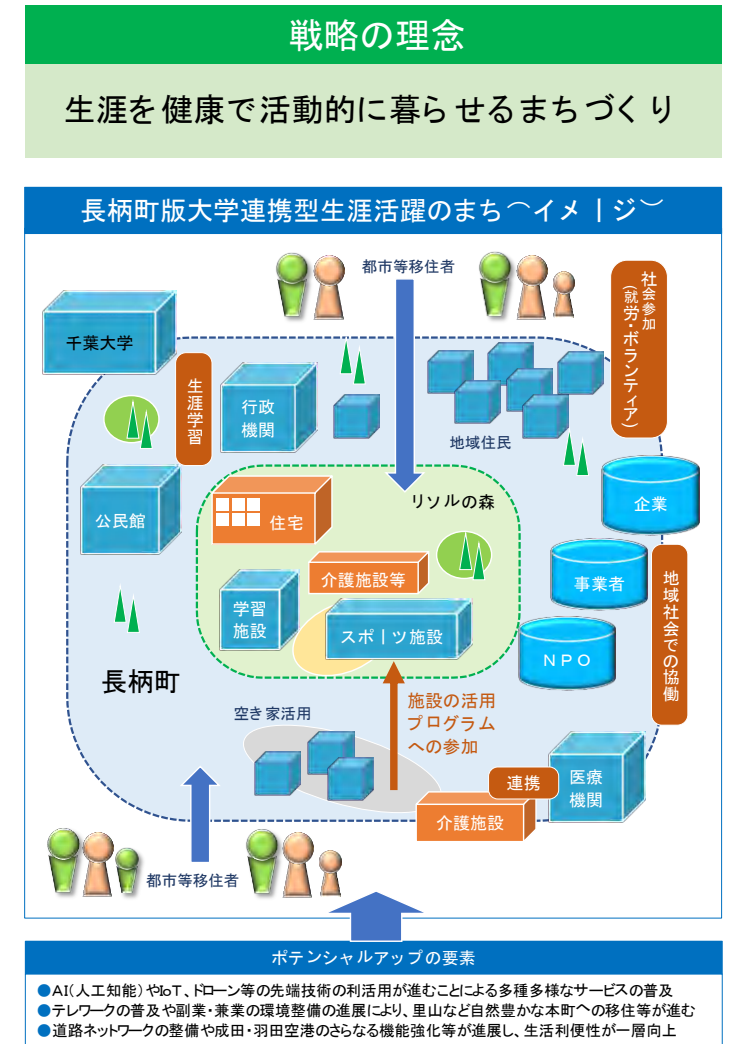 戦略の理念
生涯を健康で活動的に暮らせるまちづくり
長柄町版大学連携型生涯活躍のまち（イメージ）
都市等移住者
社会参加
（就労・ボランティア）
千葉大学
生涯学習
行政
機関
地域住民
リソルの森
企業
公民館
住宅
介護施設等
事業者
地域社会での協働
学習
施設
スポーツ施設
NPO
長柄町
施設の活用
プログラム
への参加
空き家活用
連携
医療
機関
介護施設
都市等移住者
ポテンシャルアップの要素
●AI(人工知能)やIoT、ドローン等の先端技術の利活用が進むことによる多種多様なサービスの普及
●テレワークの普及や副業・兼業の環境整備の進展により、里山など自然豊かな本町への移住等が進む
●道路ネットワークの整備や成田・羽田空港のさらなる機能強化等が進展し、生活利便性が一層向上